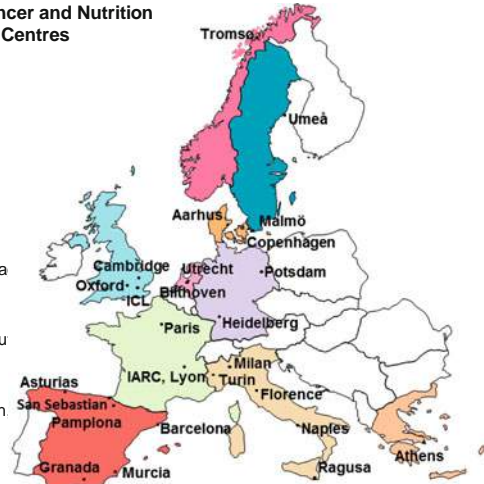 ncer and Nutrition
Centres
Tromsø
Umeå
Aarhus
Malmö
Copenhagen
a
Cambridge
Utrecht
Potsdam
Oxford
Bilthoven
ICL
u
Paris
Heidelberg
IARC, Lyon
Milan
Turin
Asturias
Florence
n
San Sebastian
Pamplona
Barcelona
Naples
Athens
Granada
Murcia
Ragusa